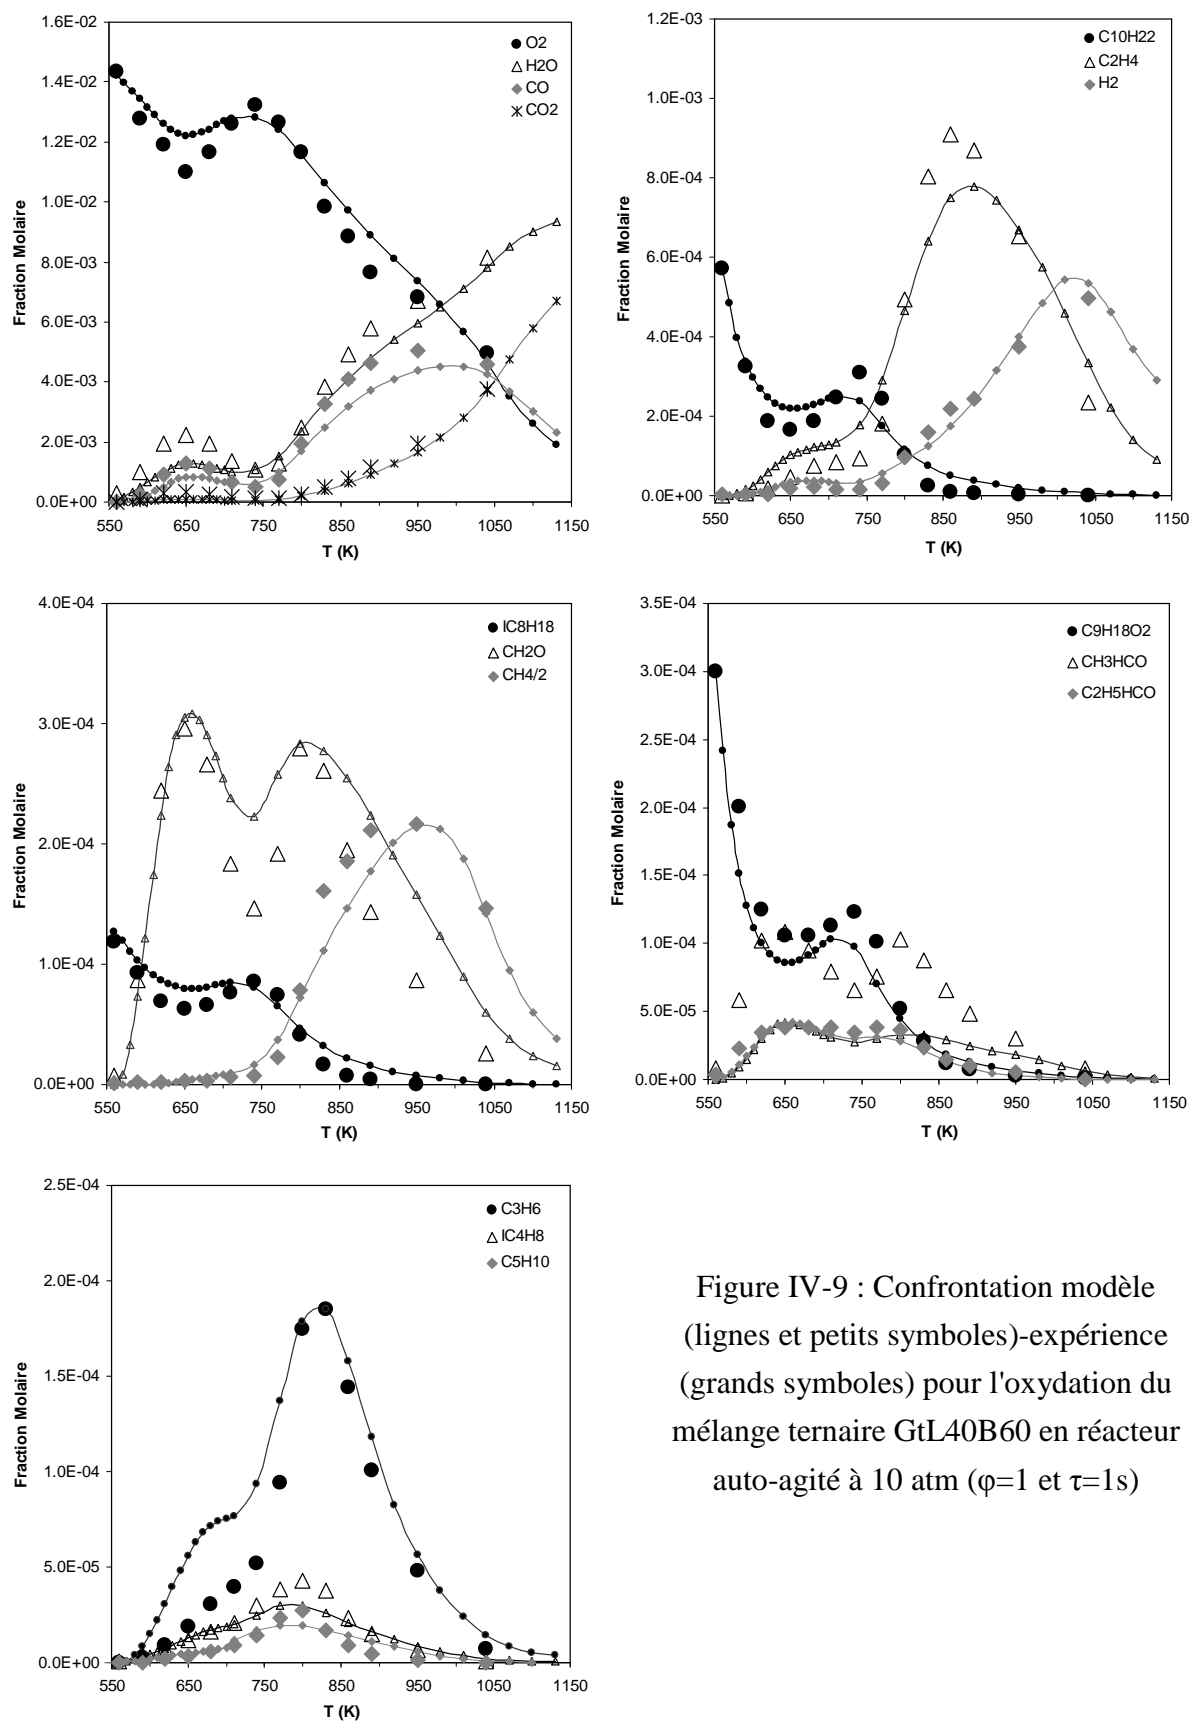 1.6E-02
1.4E-02
1.2E-02
1.0E-02
8.0E-03
6.0E-03
4.0E-03
2.0E-03
0.0E+00
Fraction Molaire
O2
H2O
CO
CO2
550 650 750 850 950 1050 1150
T (K)
1.2E-03
1.0E-03
8.0E-04
6.0E-04
4.0E-04
2.0E-04
0.0E+00
Fraction Molaire
C10H22
C2H4
H2
550 650 750 850 950 1050 1150
T (K)
4.0E-04
3.0E-04
2.0E-04
1.0E-04
0.0E+00
Fraction Molaire
IC8H18
CH2O
CH4/2
550 650 750 850 950 1050 1150
T (K)
3.5E-04
3.0E-04
2.5E-04
2.0E-04
1.5E-04
1.0E-04
5.0E-05
0.0E+00
Fraction Molaire
C9H18O2
CH3HCO
C2H5HCO
550 650 750 850 950 1050 1150
T (K)
2.5E-04
2.0E-04
1.5E-04
1.0E-04
5.0E-05
0.0E+00
Fraction Molaire
C3H6
IC4H8
C5H10
550 650 750 850 950 1050 1150
T (K)
Figure IV-9 : Confrontation modèle
(lignes et petits symboles)-expérience
(grands symboles) pour l'oxydation du
mélange ternaire GtL40B60 en réacteur
auto-agité à 10 atm (φ=1 et τ=1s)